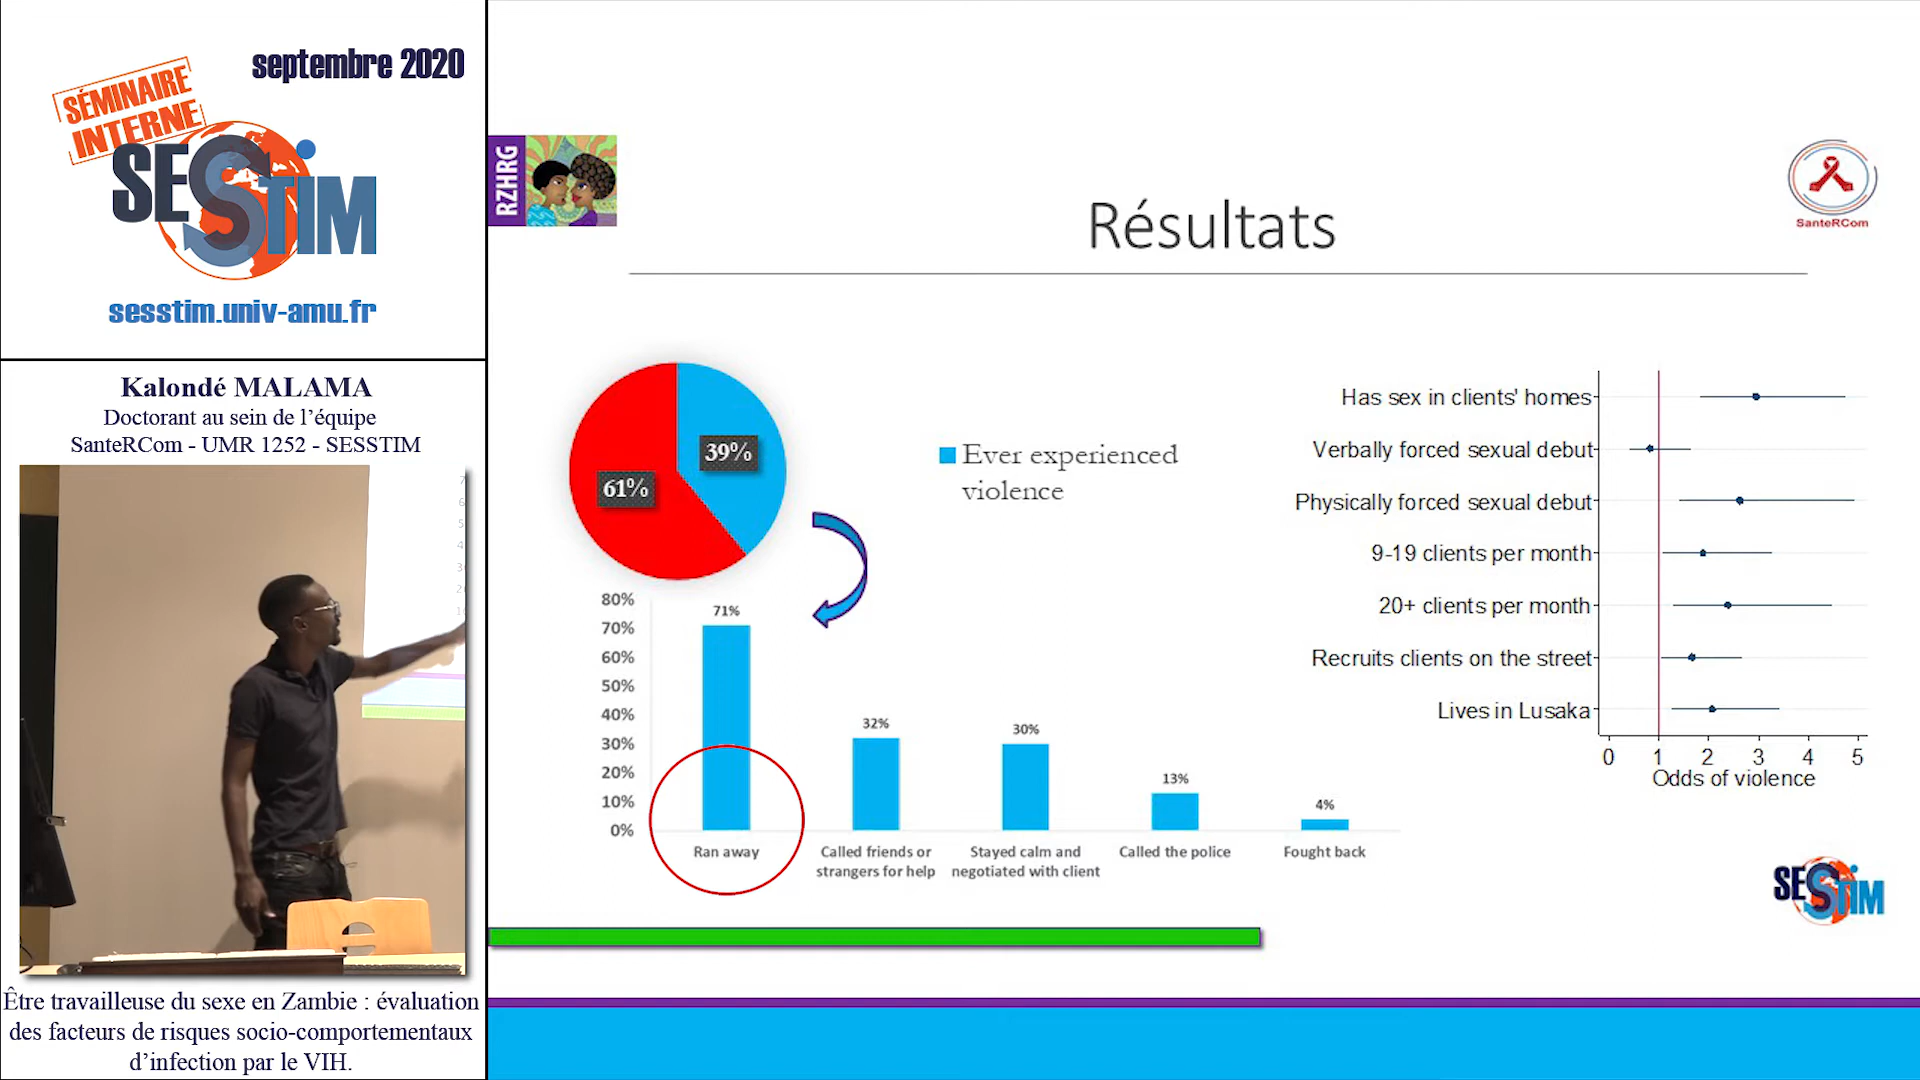 septembre 2020
SÉMINAIRE
INTERNE
SESSTIM
sesstim.univ-amu.fr
Kalondé MALAMA
Doctorant au sein de l’équipe
SanteRCom - UMR 1252 - SESSTIM
Être travailleuse du sexe en Zambie : évaluation
des facteurs de risques socio-comportementaux
d’infection par le VIH.
RZHRG
Résultats
SanteRCom
39%
61%
Ever experienced
violence
80%
70%
60%
50%
40%
30%
20%
10%
0%
71%
32%
30%
13%
4%
Ran away
Called friends or
strangers for help
Stayed calm and
negotiated with client
Called the police
Fought back
Has sex in clients' homes
Verbally forced sexual debut
Physically forced sexual debut
9-19 clients per month
20+ clients per month
Recruits clients on the street
Lives in Lusaka
0 1 2 3 4 5
Odds of violence
SESSTIM